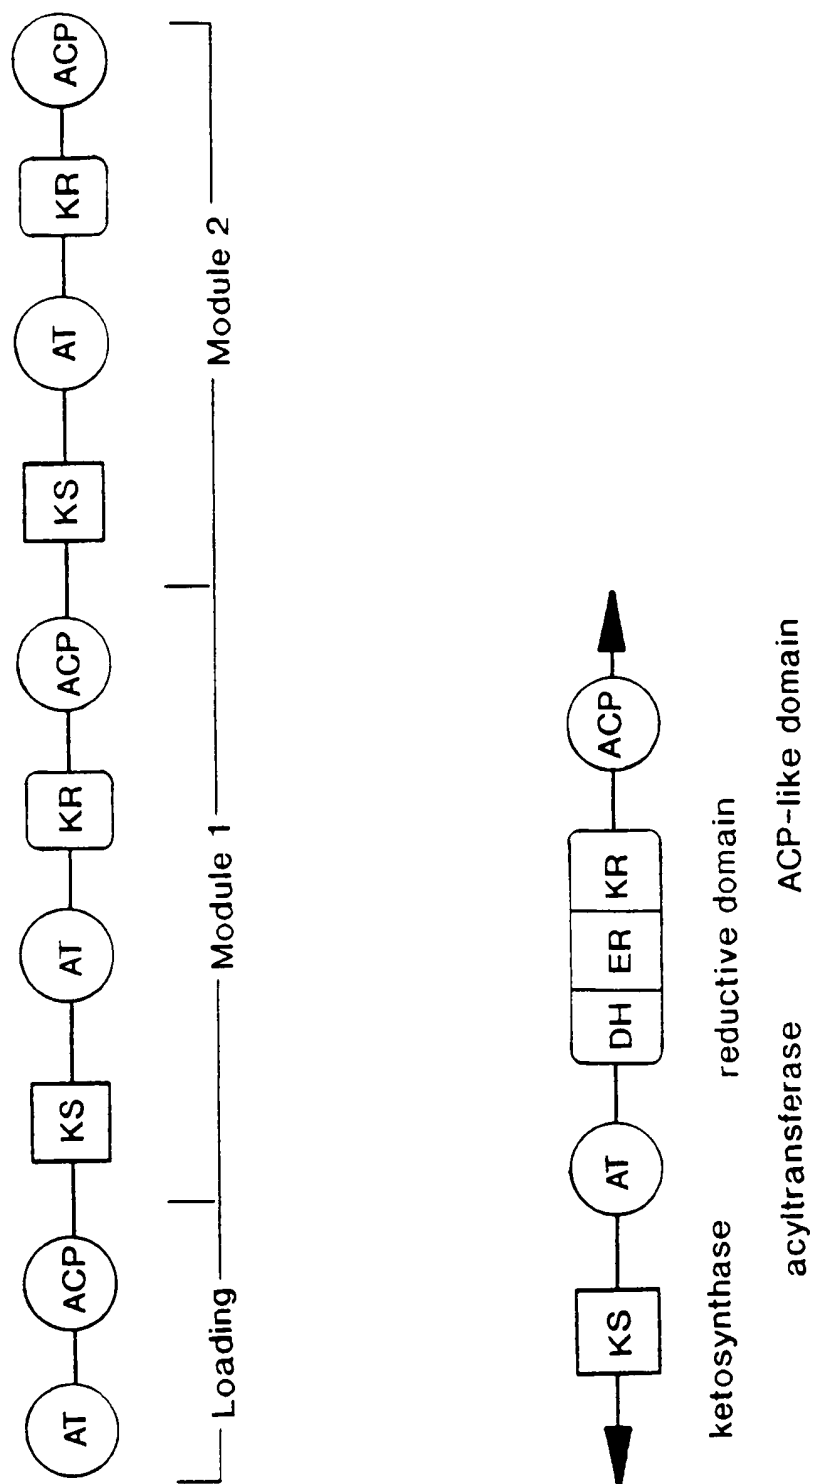 AT ACP KS AT KR ACP KS AT KR ACP
Loading Module 1 Module 2
KS AT DH ER KR ACP
ketosynthase reductive domain
acyltransferase ACP-like domain